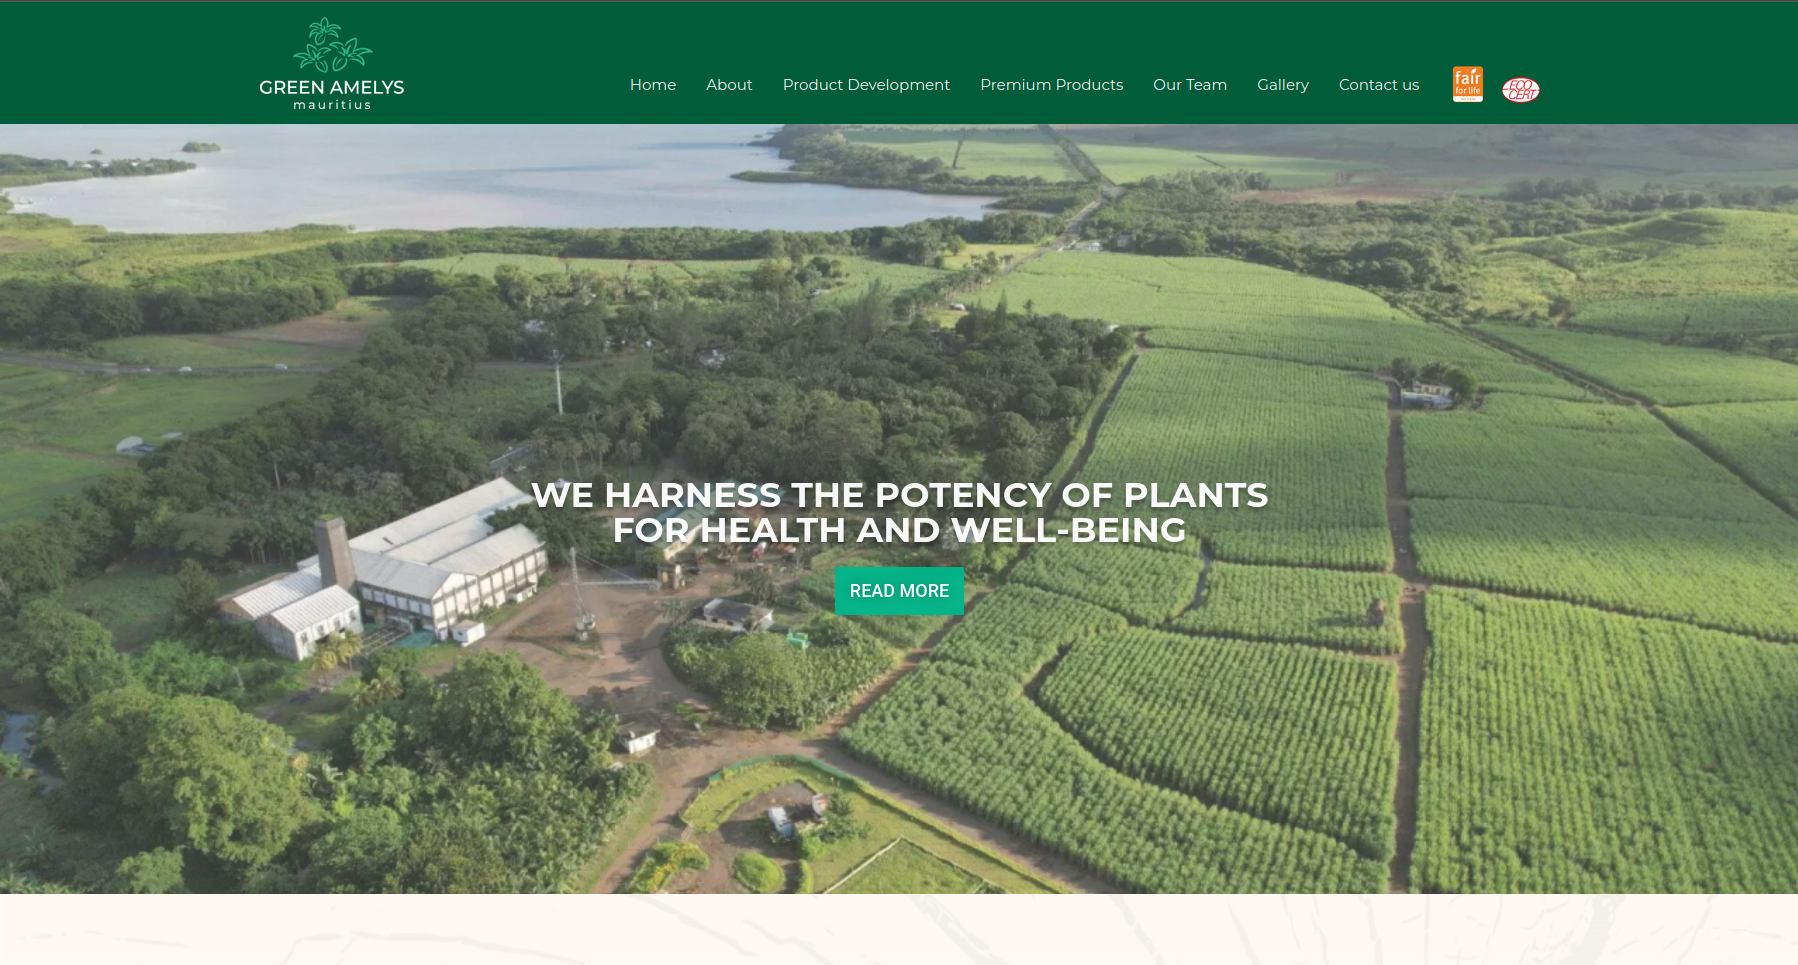 GREEN AMELYS
mauritius
Home About Product Development Premium Products Our Team Gallery Contact us
fair
for life
ECO
CERT
WE HARNESS THE POTENCY OF PLANTS
FOR HEALTH AND WELL-BEING
READ MORE